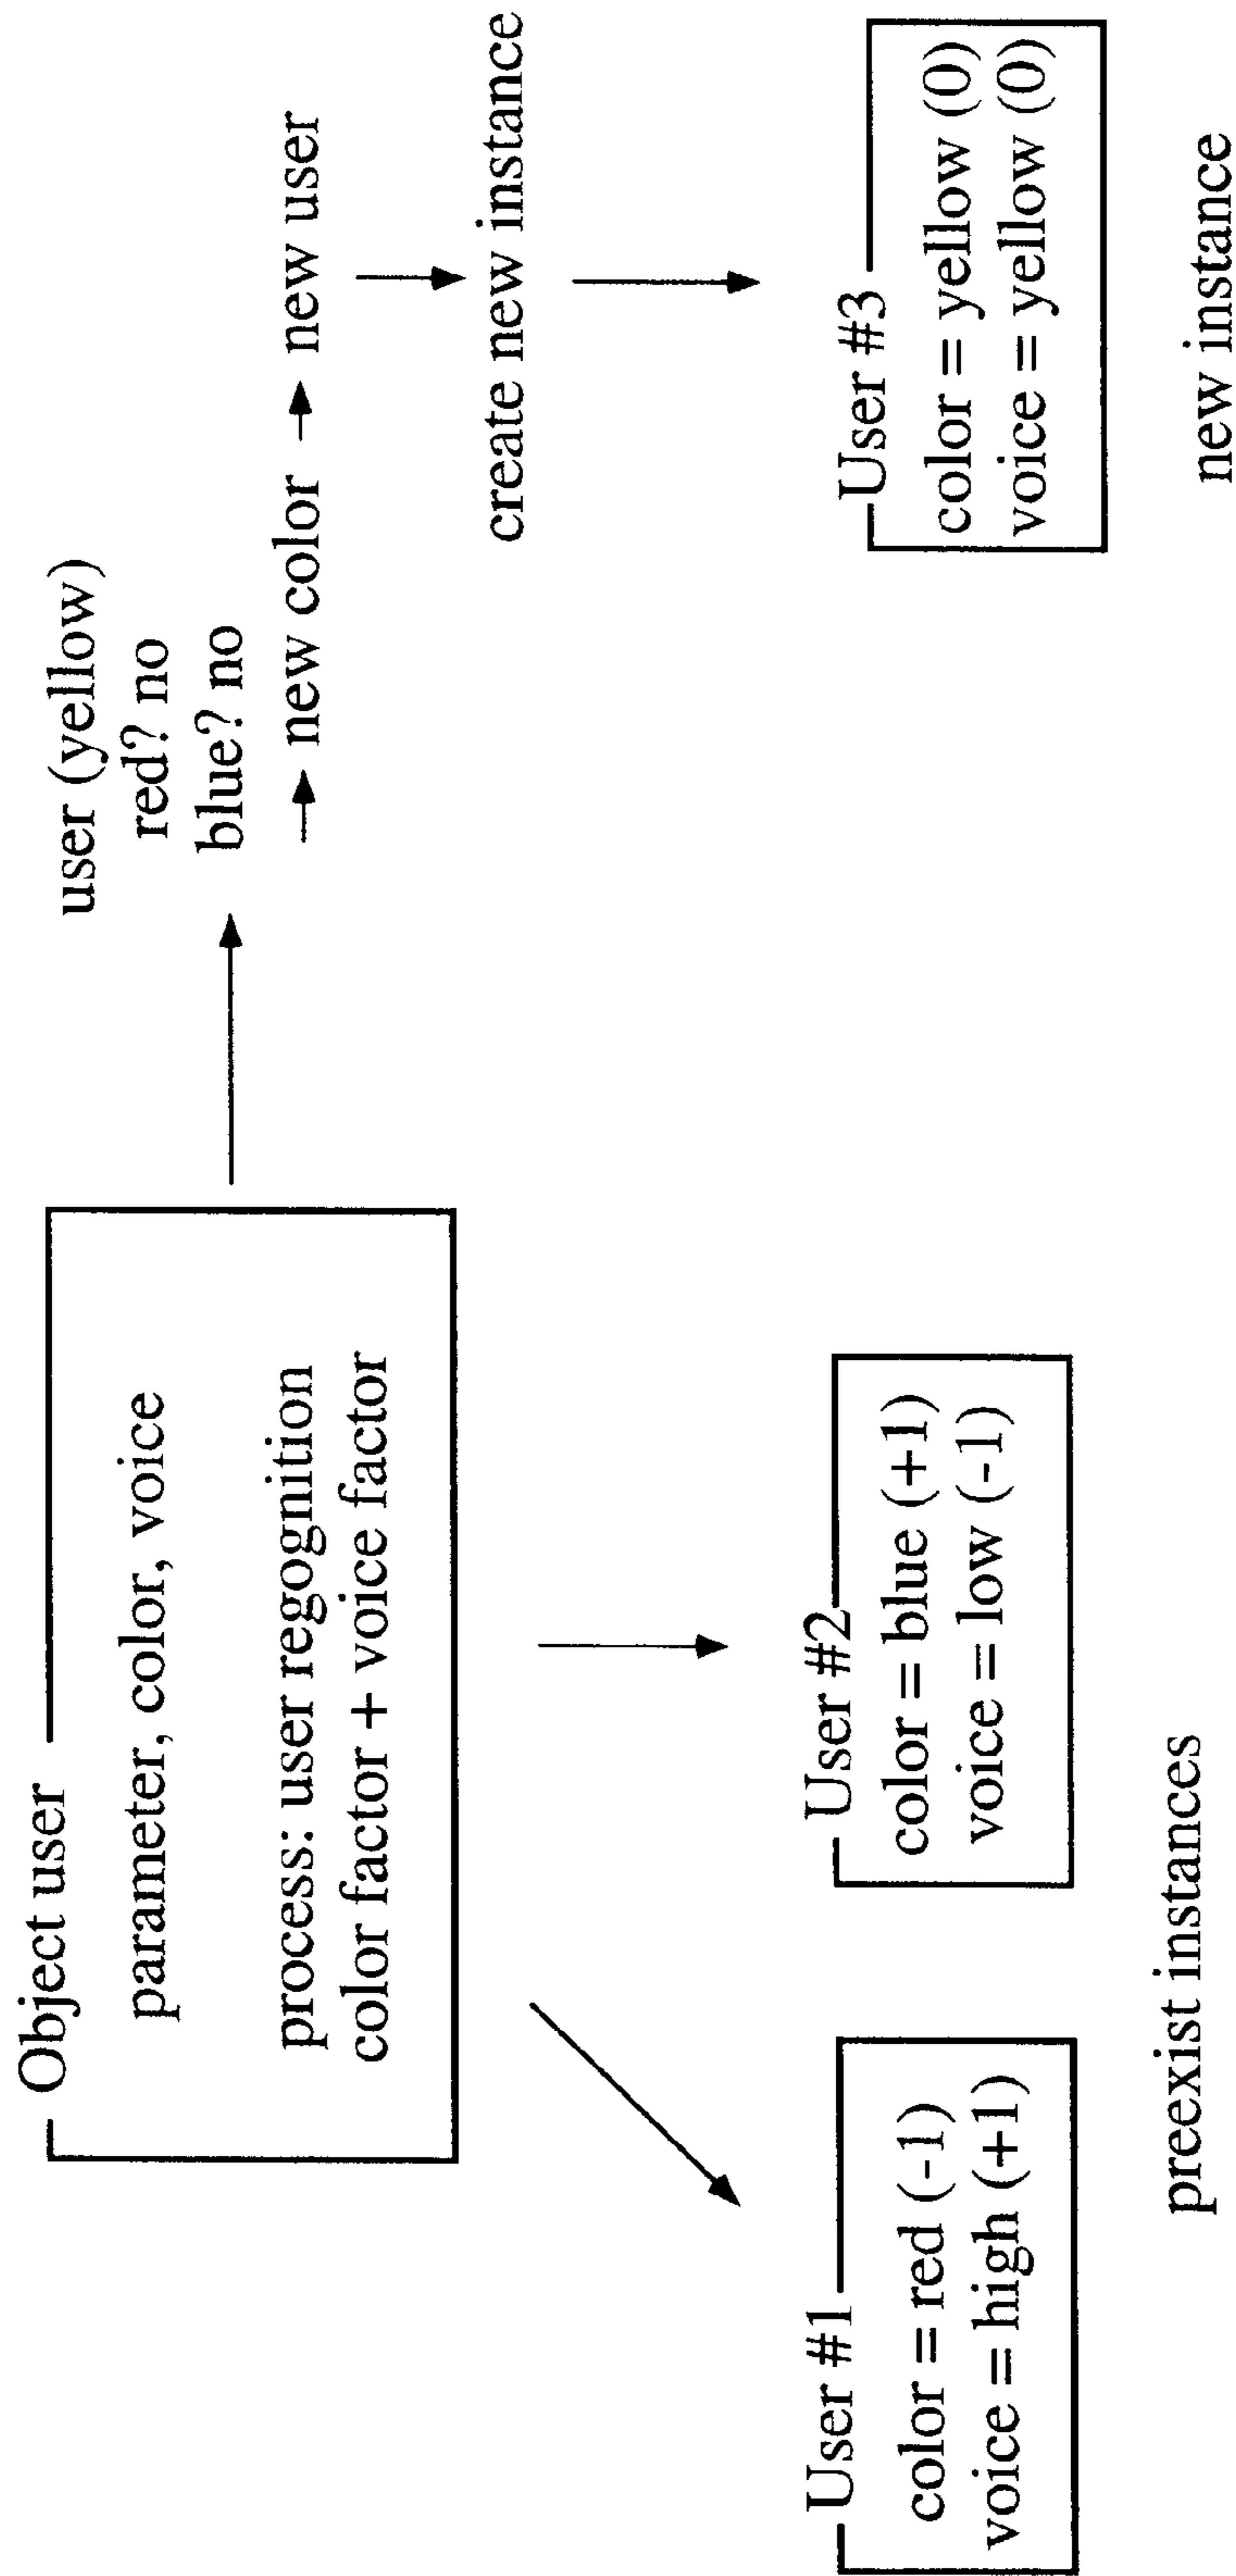 Object user
parameter, color, voice
process: user regognition
color factor + voice factor
user (yellow)
red? no
blue? no
new color
new user
create new instance
User #1
color = red (-1)
voice = high (+1)
User #2
color = blue (+1)
voice = low (-1)
preexist instances
User #3
color = yellow (0)
voice = yellow (0)
new instance